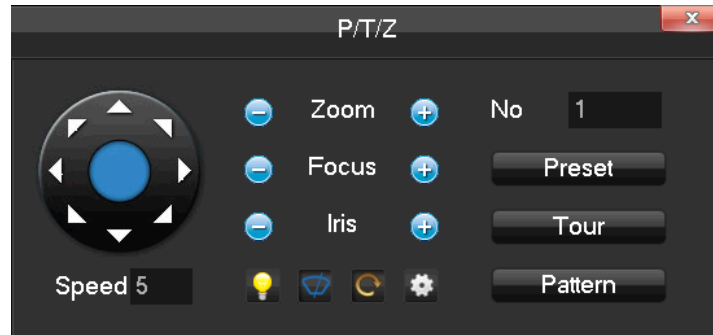 P/T/Z
x
Zoom
No 1
Focus
Preset
Iris
Tour
Speed 5
Pattern